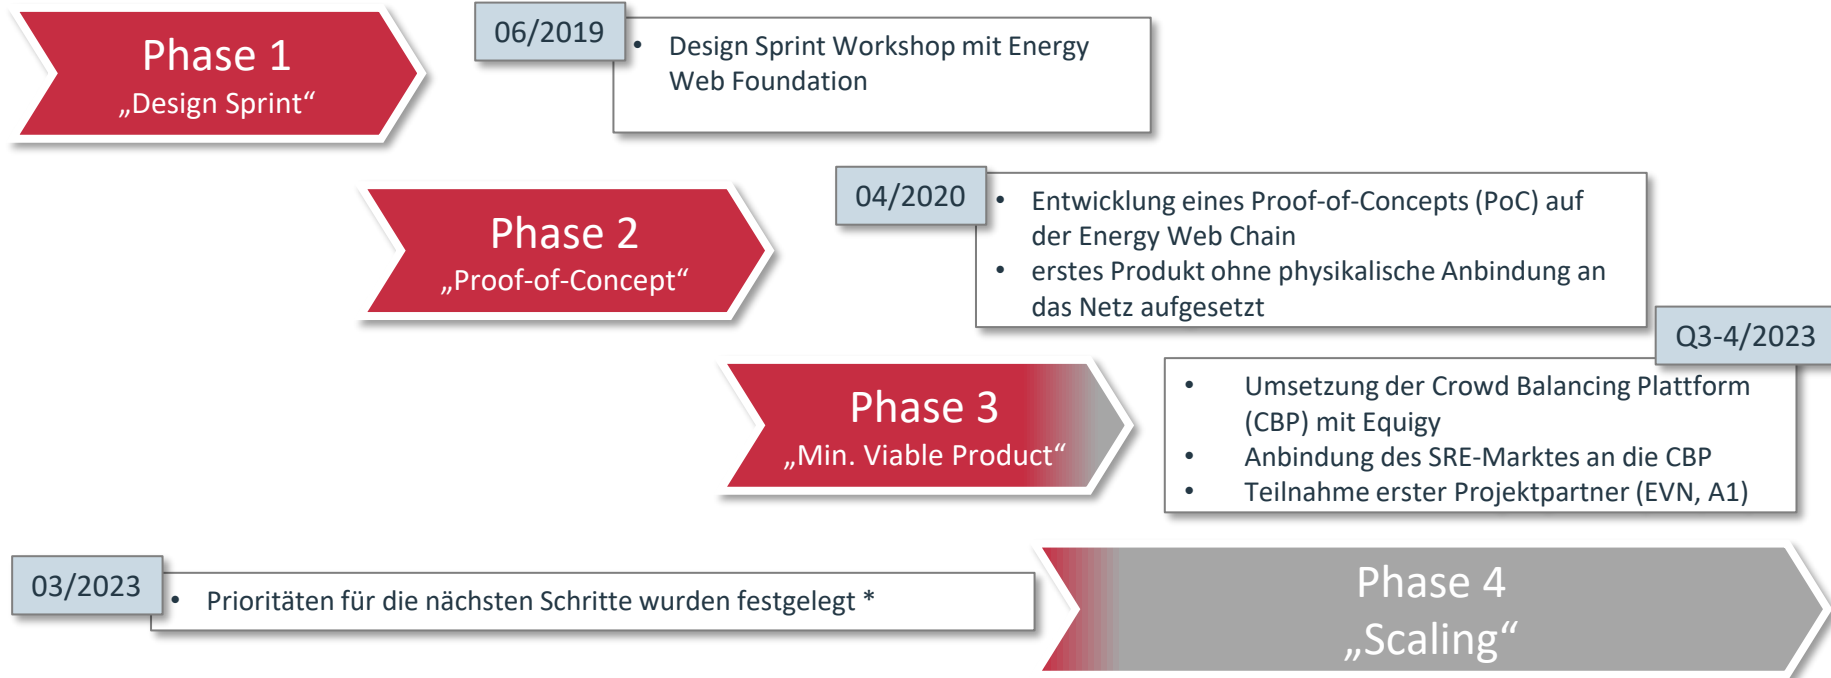 Phase 1
„Design Sprint“
06/2019
• Design Sprint Workshop mit Energy
Web Foundation
Phase 2
„Proof-of-Concept“
04/2020
• Entwicklung eines Proof-of-Concepts (PoC) auf
der Energy Web Chain
• erstes Produkt ohne physikalische Anbindung an
das Netz aufgesetzt
Phase 3
„Min. Viable Product“
Q3-4/2023
• Umsetzung der Crowd Balancing Plattform
(CBP) mit Equigy
• Anbindung des SRE-Marktes an die CBP
• Teilnahme erster Projektpartner (EVN, A1)
03/2023
• Prioritäten für die nächsten Schritte wurden festgelegt *
Phase 4
„Scaling“